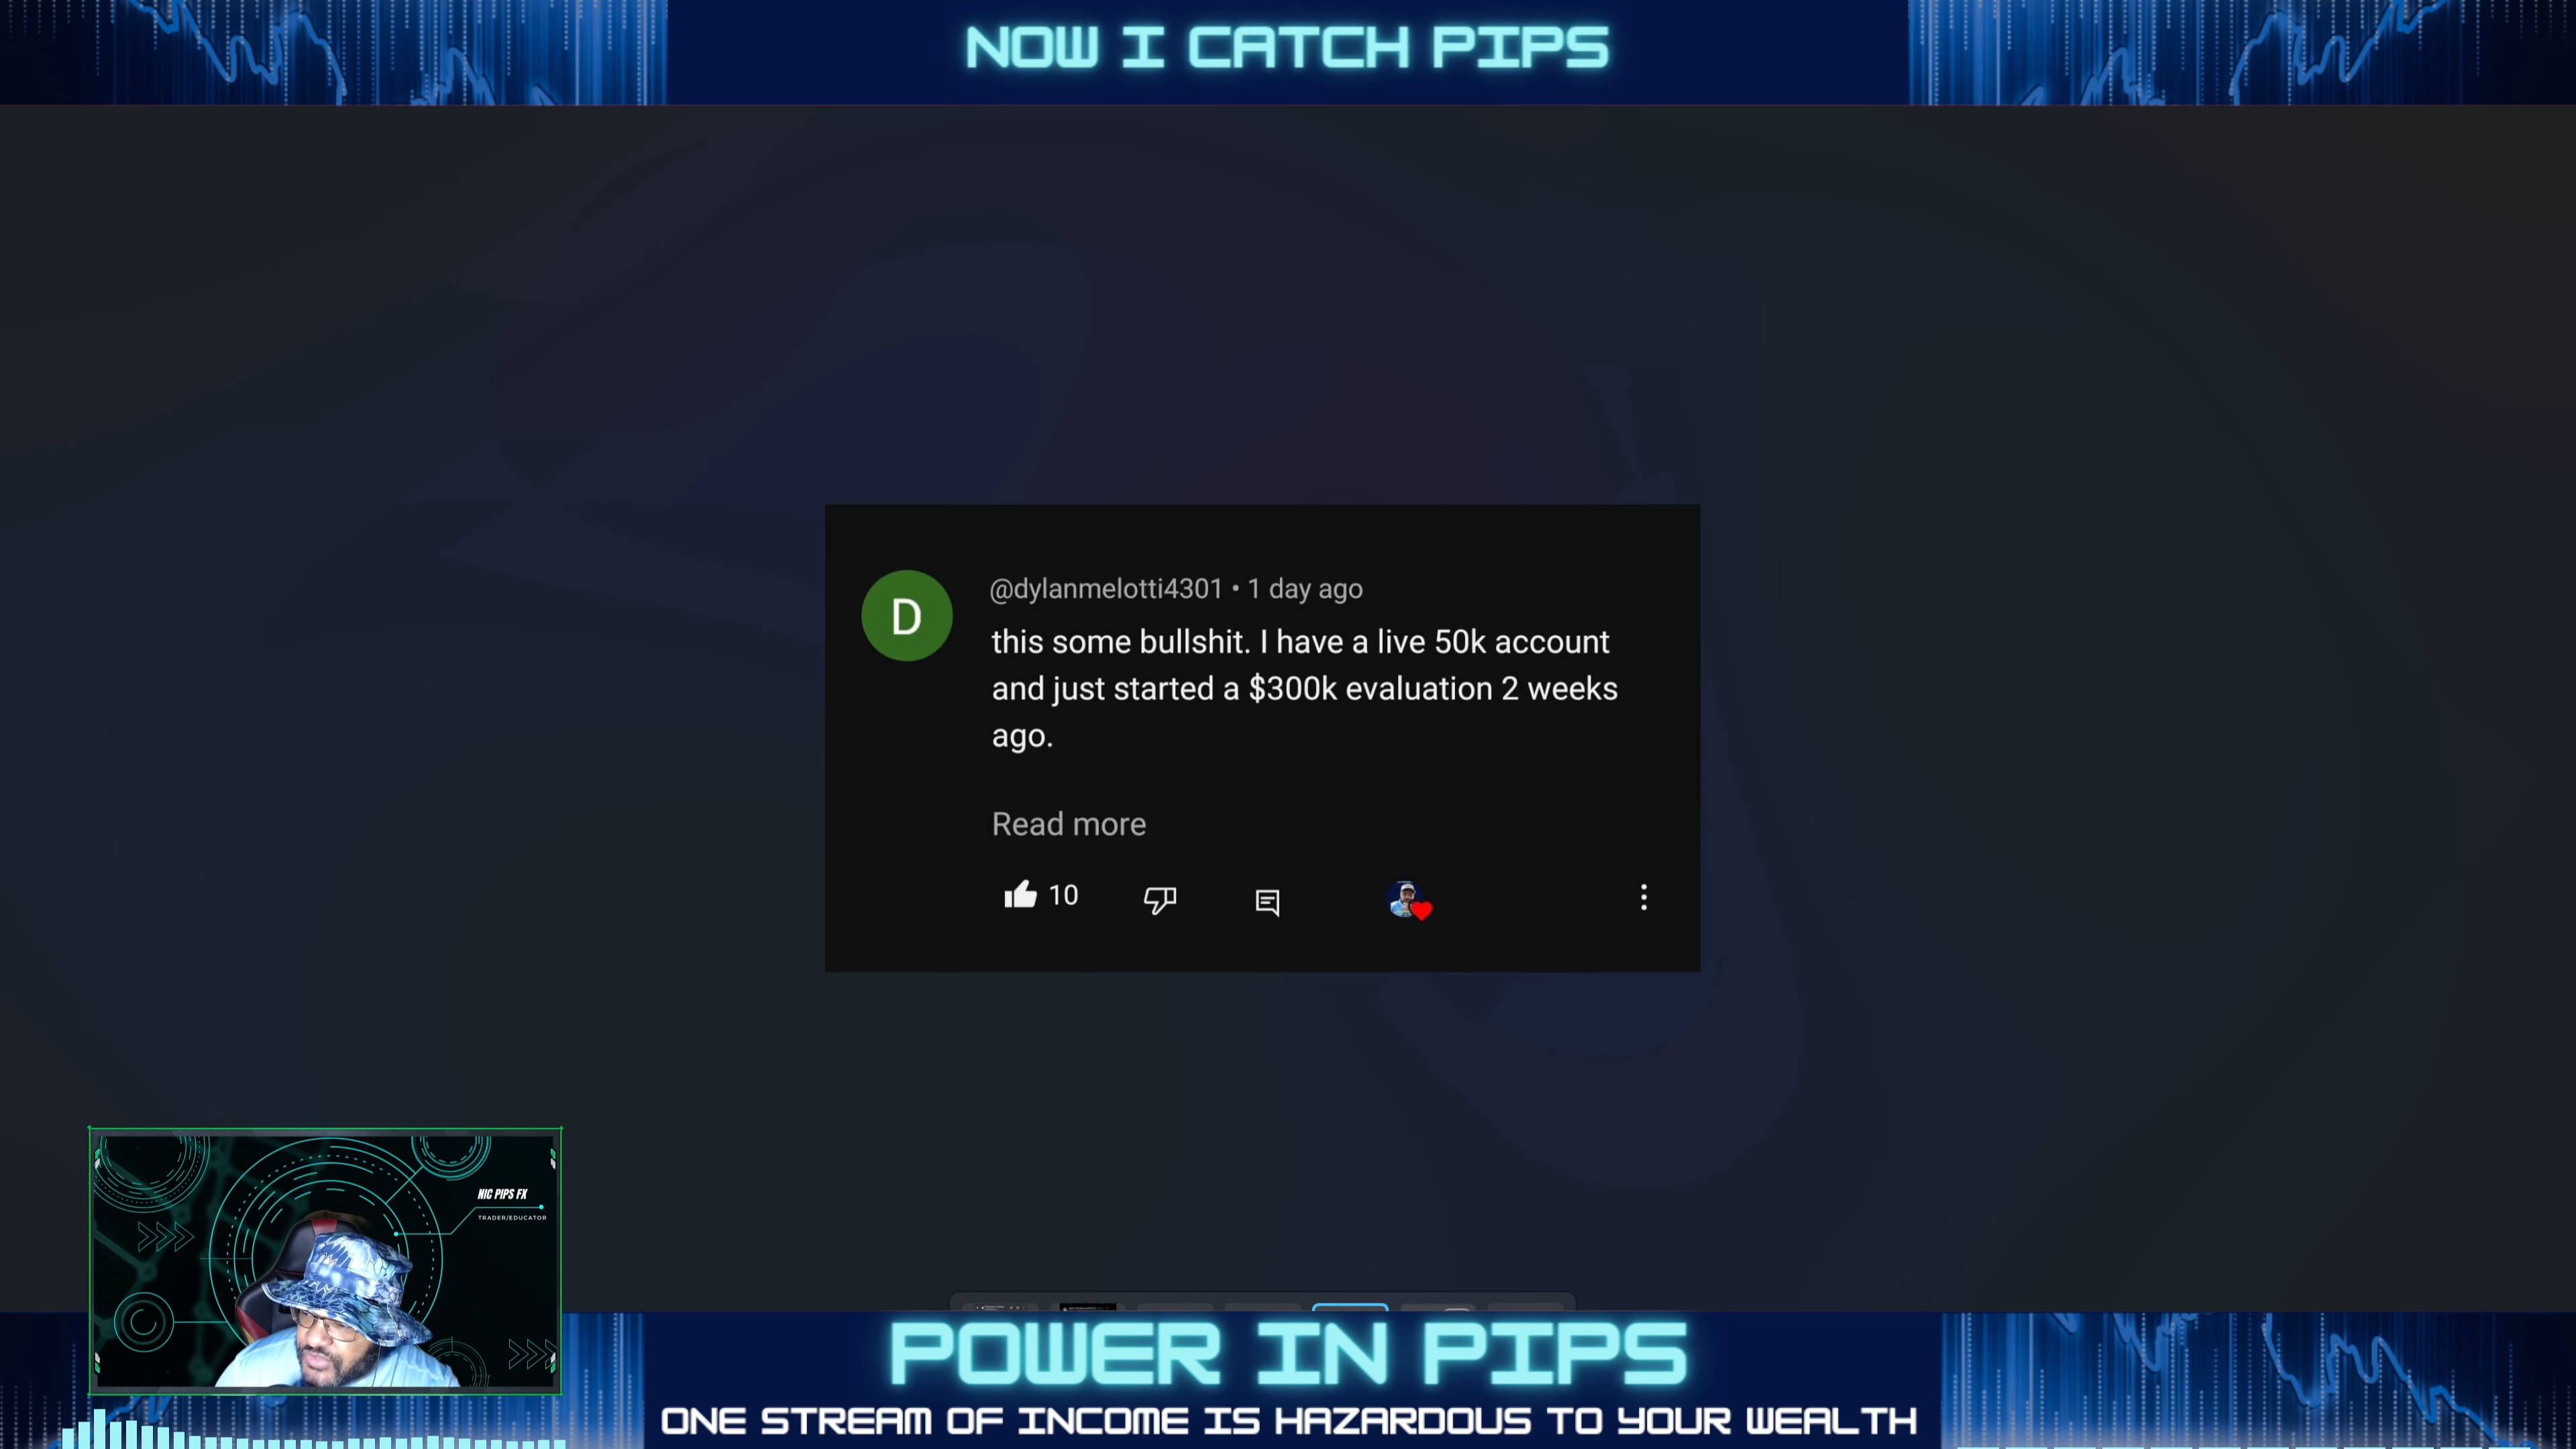 NOW I CATCH PIPS
@dylanmelotti4301 • 1 day ago
D
this some bullshit. I have a live 50k account
and just started a $300k evaluation 2 weeks
ago.
Read more
10
NIC PIPS FX
TRADER/EDUCATOR
POWER IN PIPS
ONE STREAM OF INCOME IS HAZARDOUS TO YOUR WEALTH